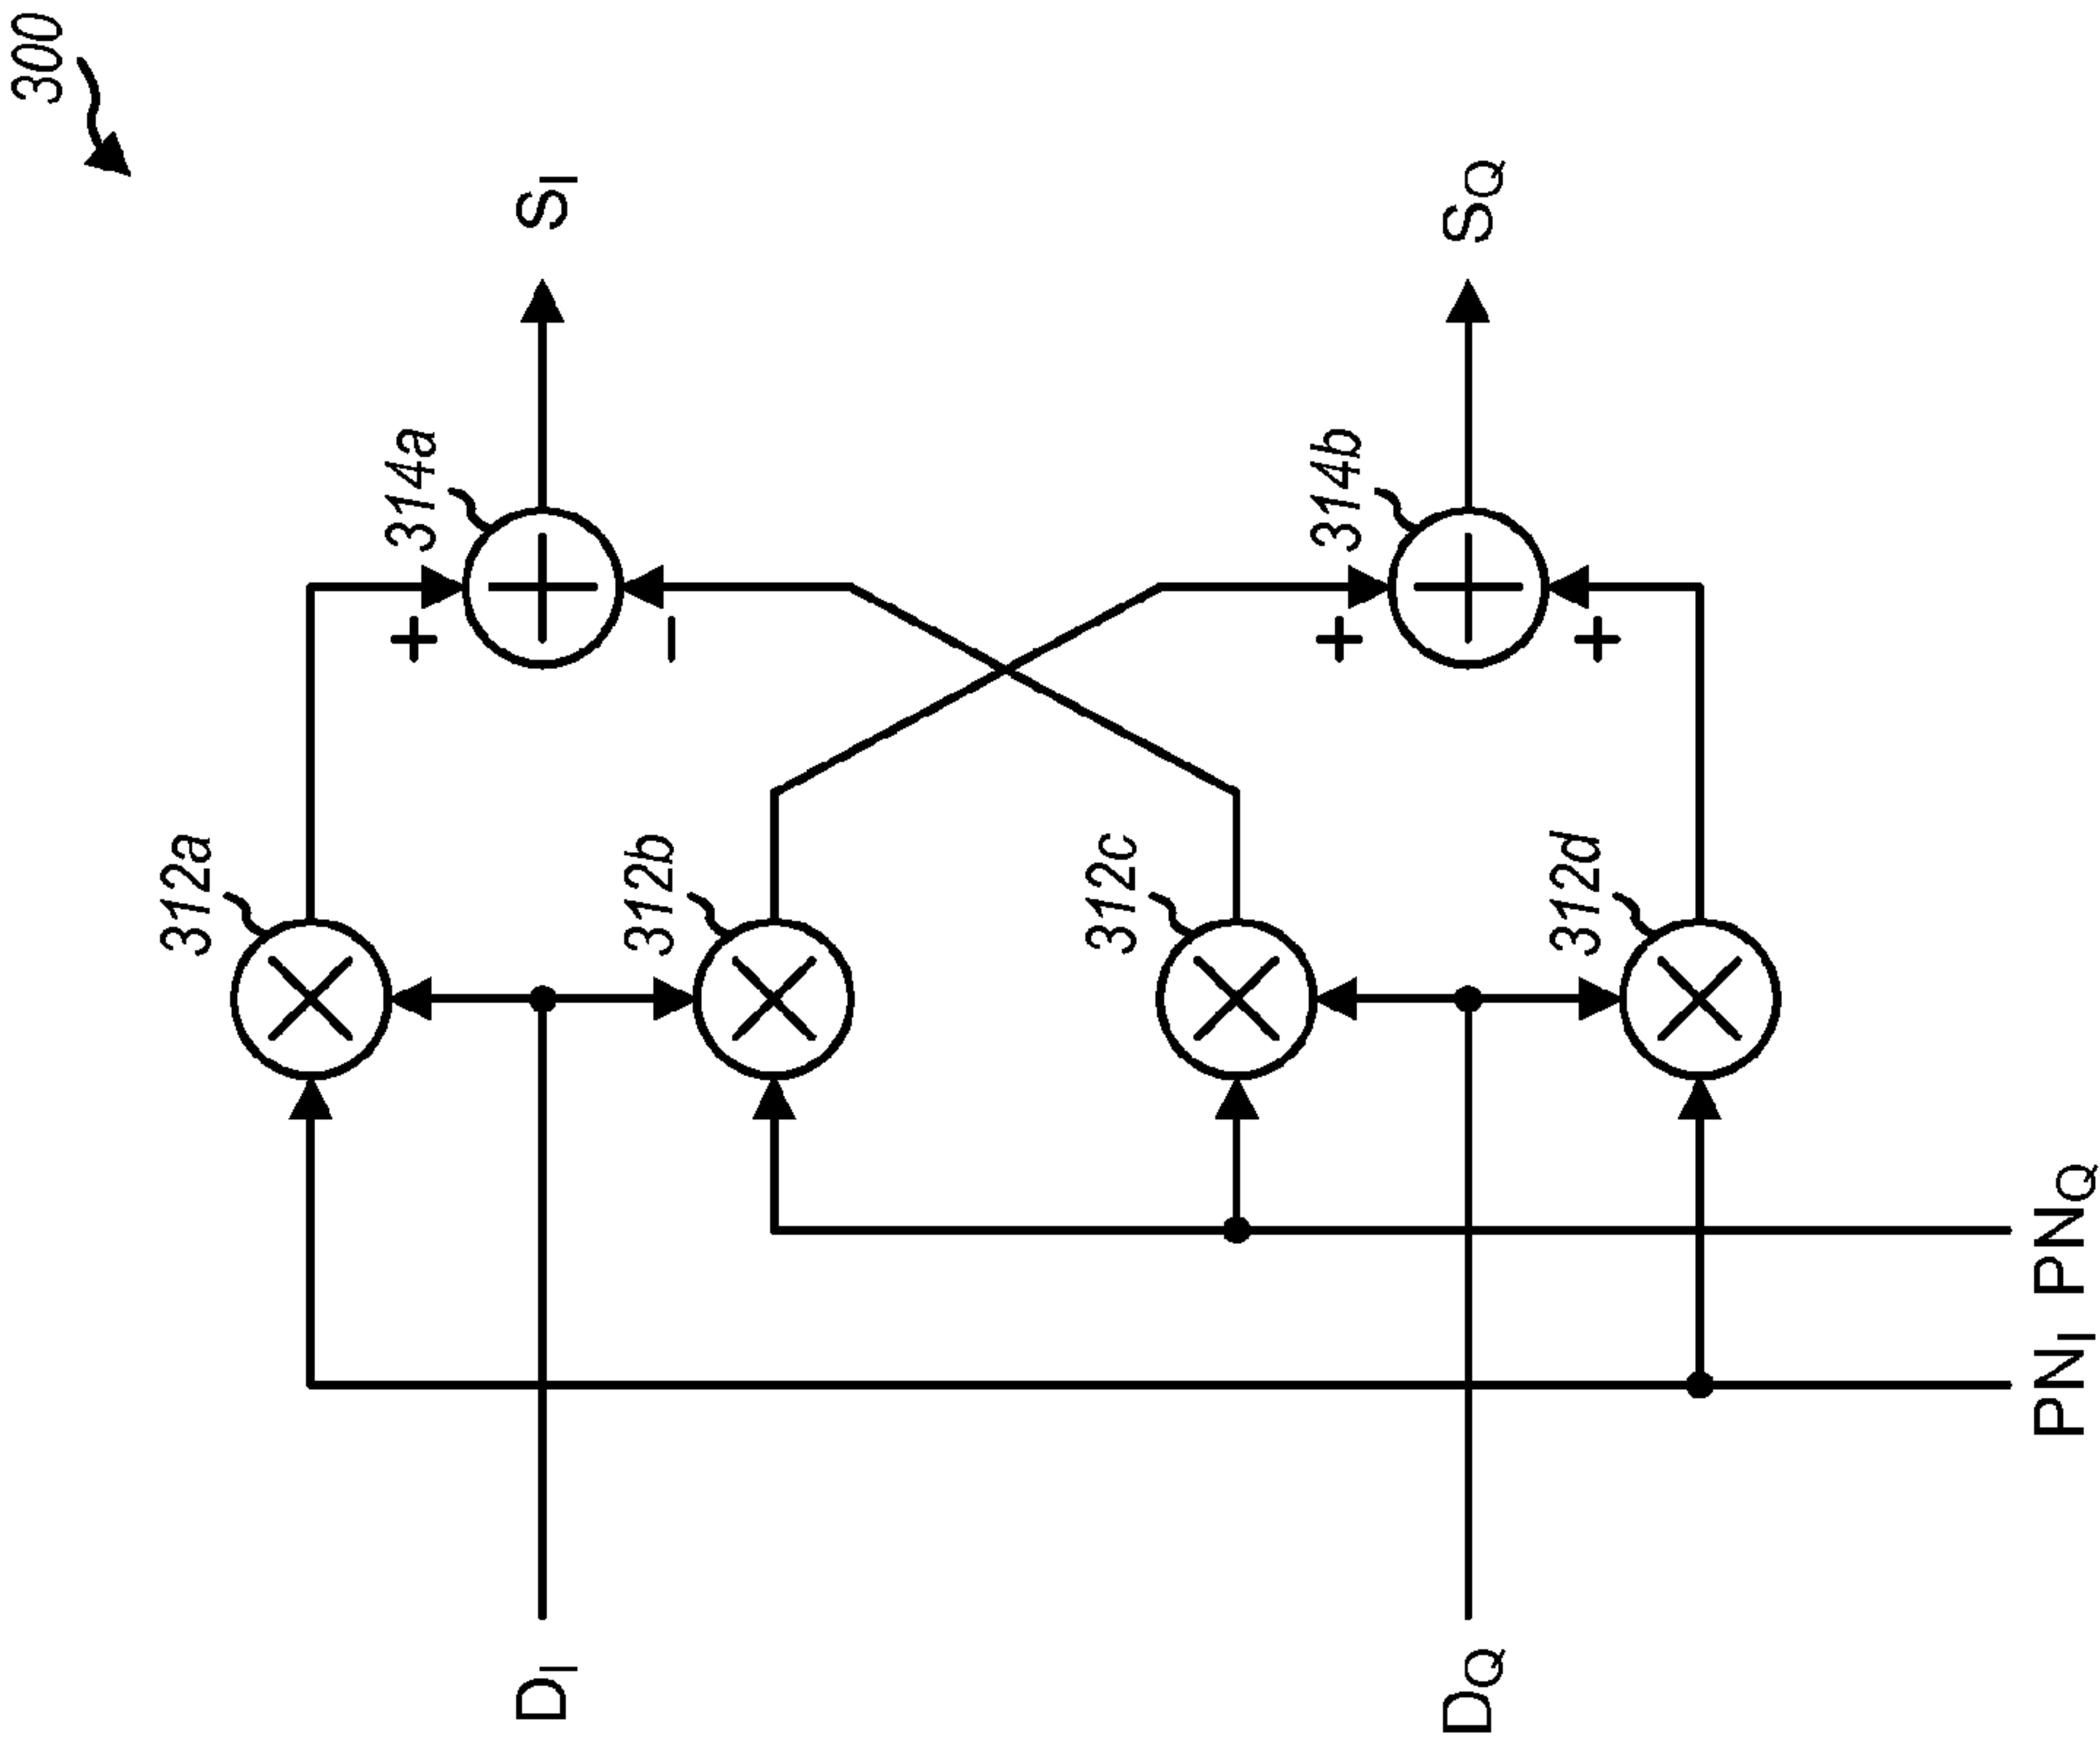 300
312a
314a
+
−
D_I
S_I
312b
312c
314b
+
+
D_Q
S_Q
312d
PN_I PN_Q